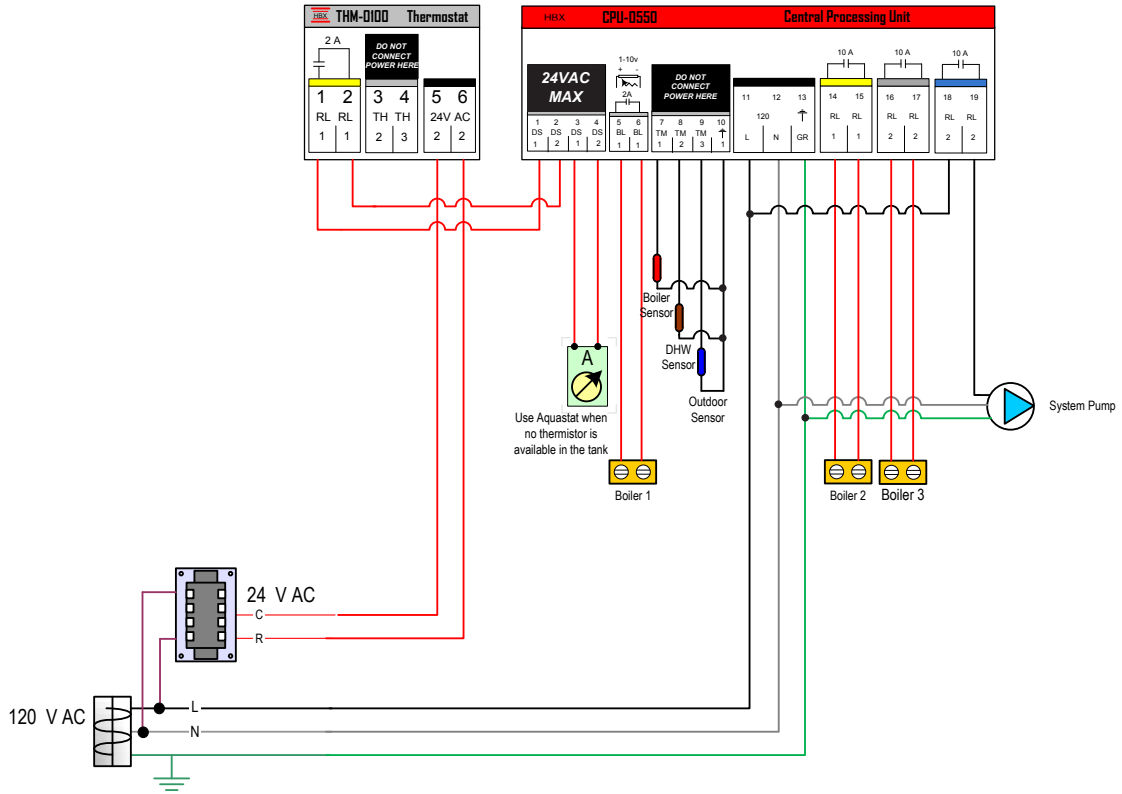 HBX THM-0100 Thermostat
2 A
DO NOT
CONNECT
POWER HERE
1 2 3 4 5 6
RL RL TH TH 24V AC
1 1 2 3 2 2
HBX CPU-0550 Central Processing Unit
24VAC
MAX
1-10v
+ -
2A
DO NOT
CONNECT
POWER HERE
10 A 10 A 10 A
1 2 3 4 5 6 7 8 9 10 11 12 13 14 15 16 17 18 19
DS DS DS DS BL BL TM TM TM 120 RL RL RL RL RL RL
1 2 1 2 1 1 1 2 3 1 L N GR 1 1 2 2 2 2
Boiler
Sensor
DHW
Sensor
Outdoor
Sensor
A
Use Aquastat when
no thermistor is
available in the tank
System Pump
Boiler 1
Boiler 2
Boiler 3
24 V AC
C
R
120 V AC
L
N